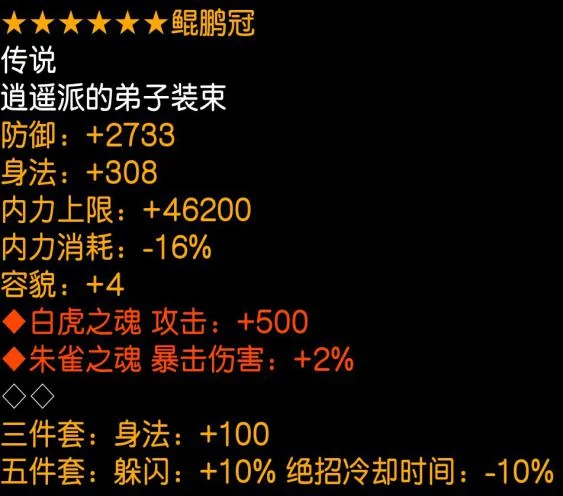 ★★★★★★鲲鹏冠
传说
逍遥派的弟子装束
防御：+2733
身法：+308
内力上限：+46200
内力消耗：-16%
容貌：+4
◆白虎之魂 攻击：+500
◆朱雀之魂 暴击伤害：+2%
◇◇
三件套：身法：+100
五件套：躲闪：+10% 绝招冷却时间：-10%